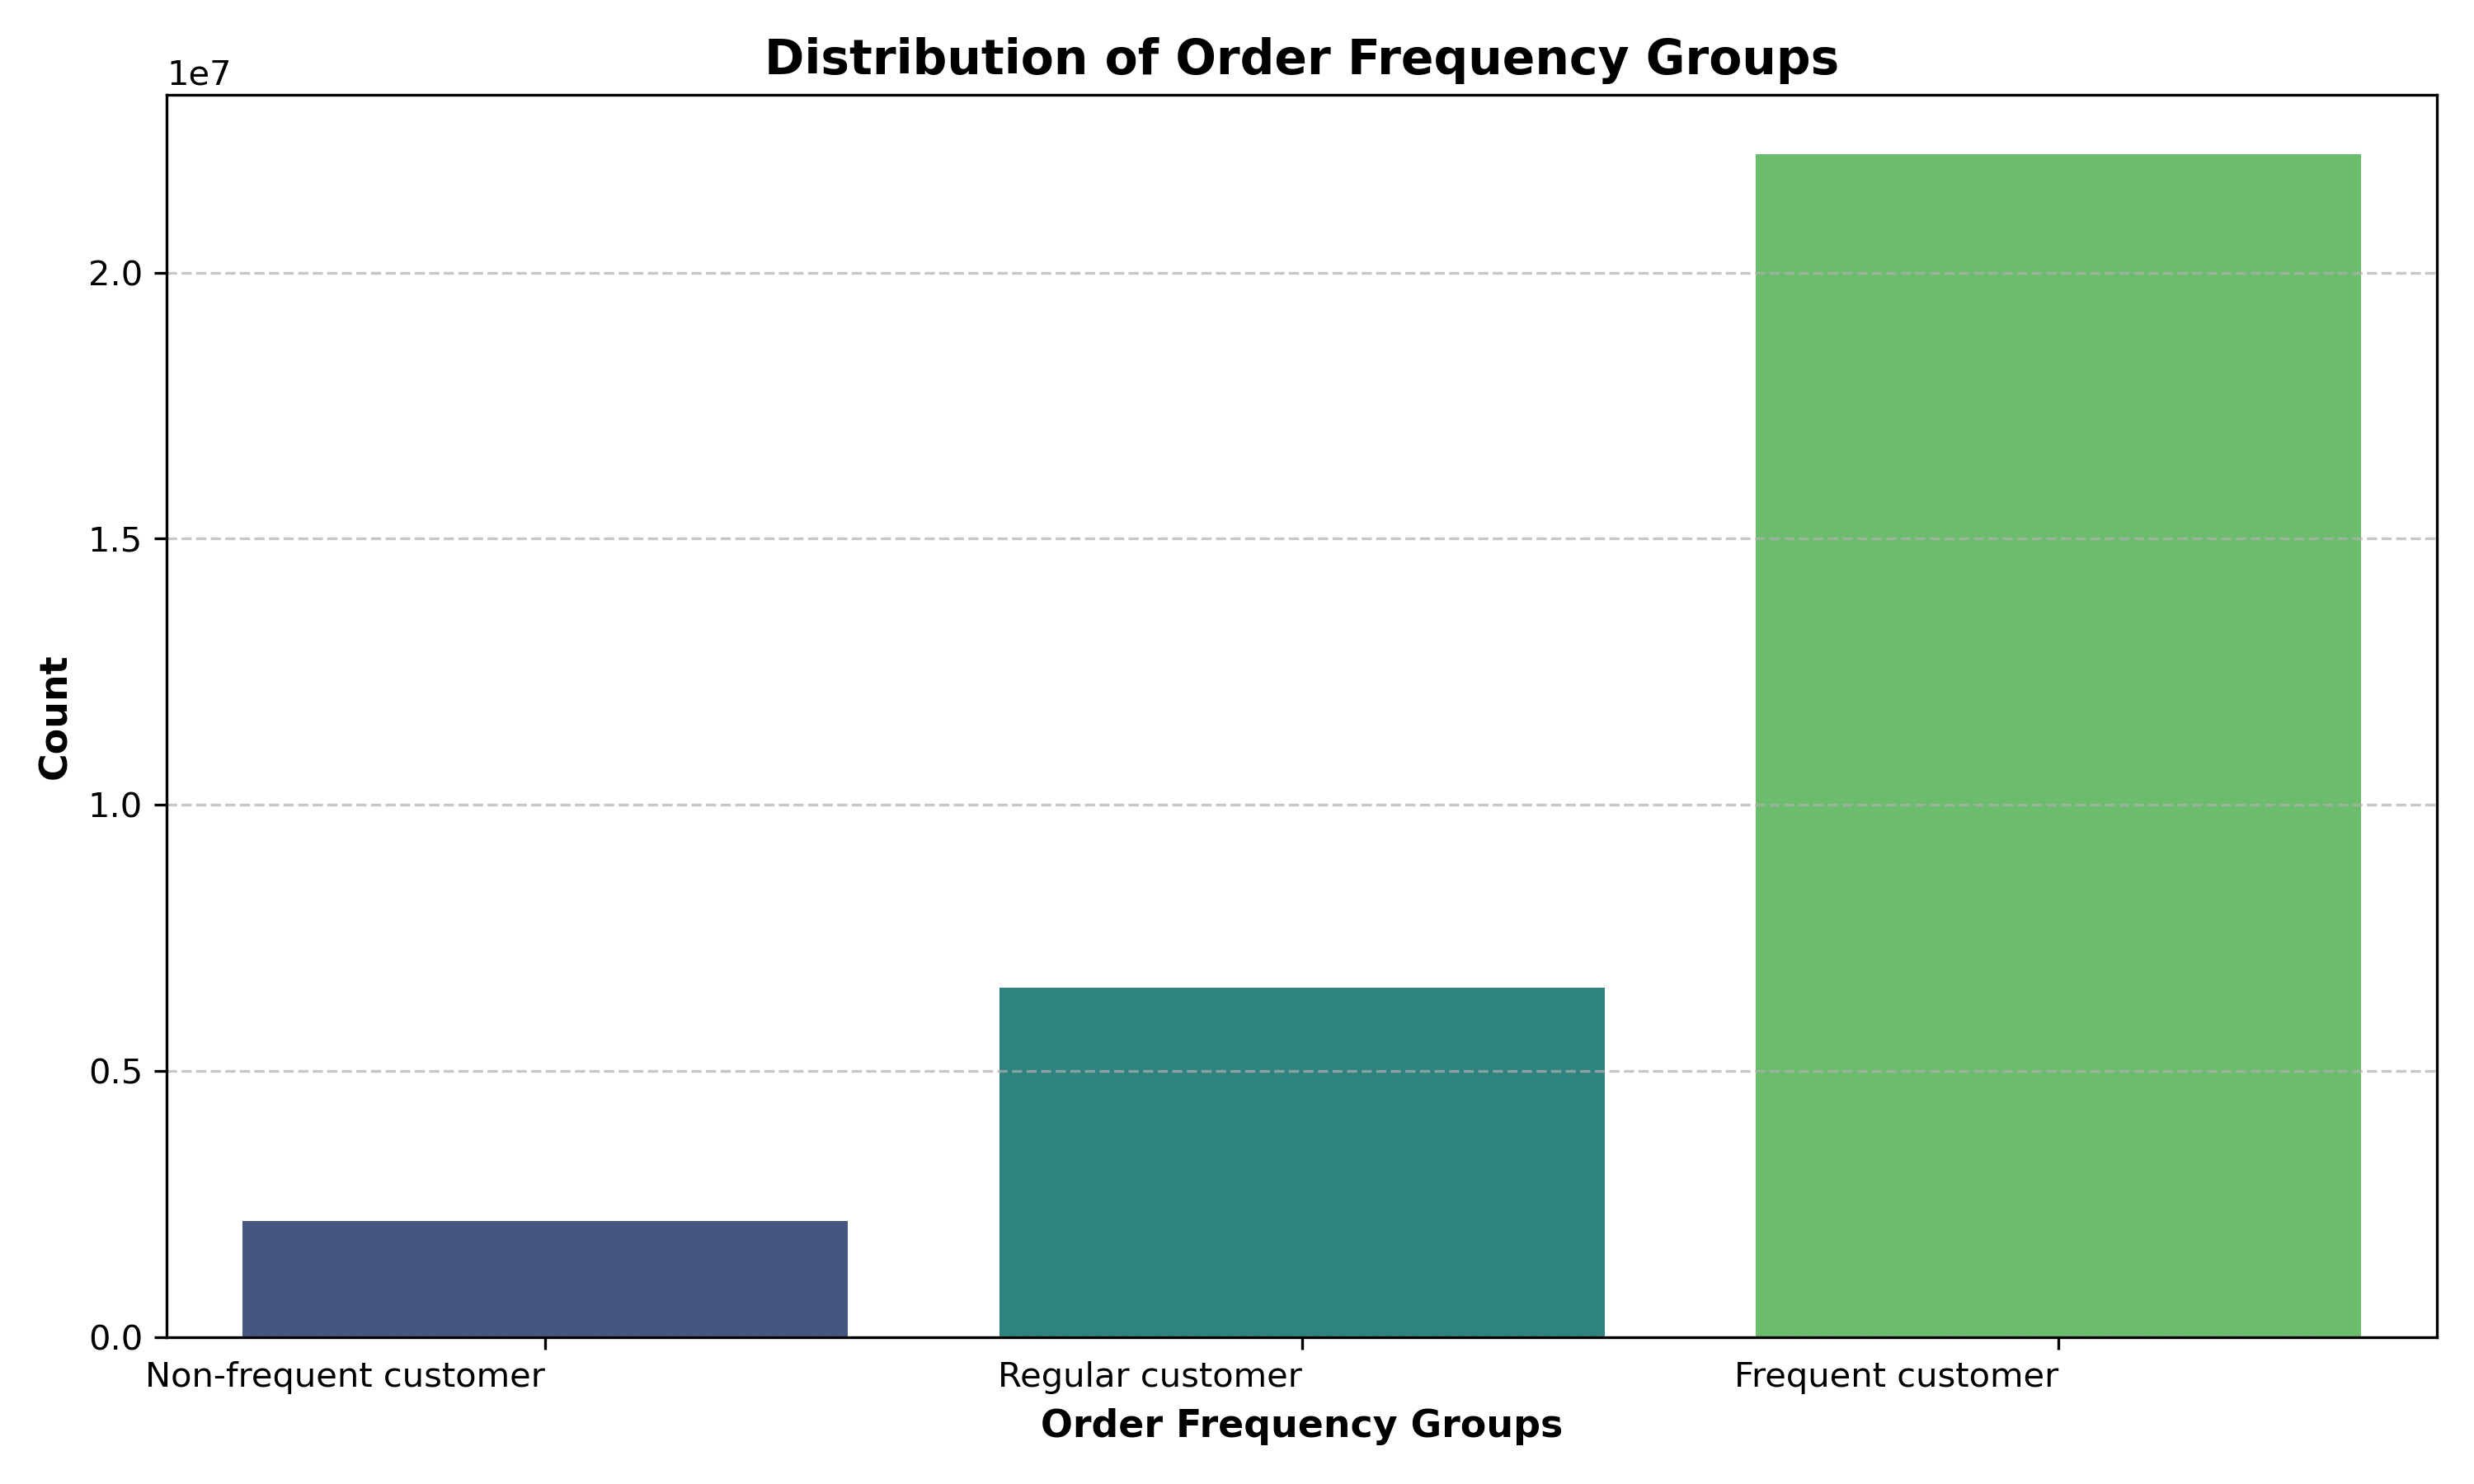 Distribution of Order Frequency Groups
1e7
2.0
1.5
1.0
0.5
0.0
Count
Non-frequent customer
Regular customer
Frequent customer
Order Frequency Groups